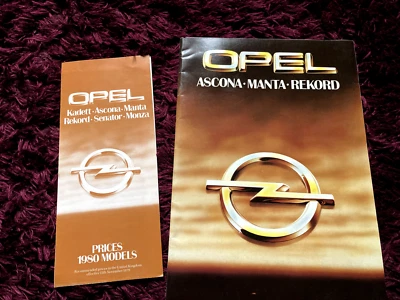 OPEL
Kadett·Ascona·Manta
Rekord·Senator·Monza
PRICES
1980 MODELS
OPEL
ASCONA·MANTA·REKORD